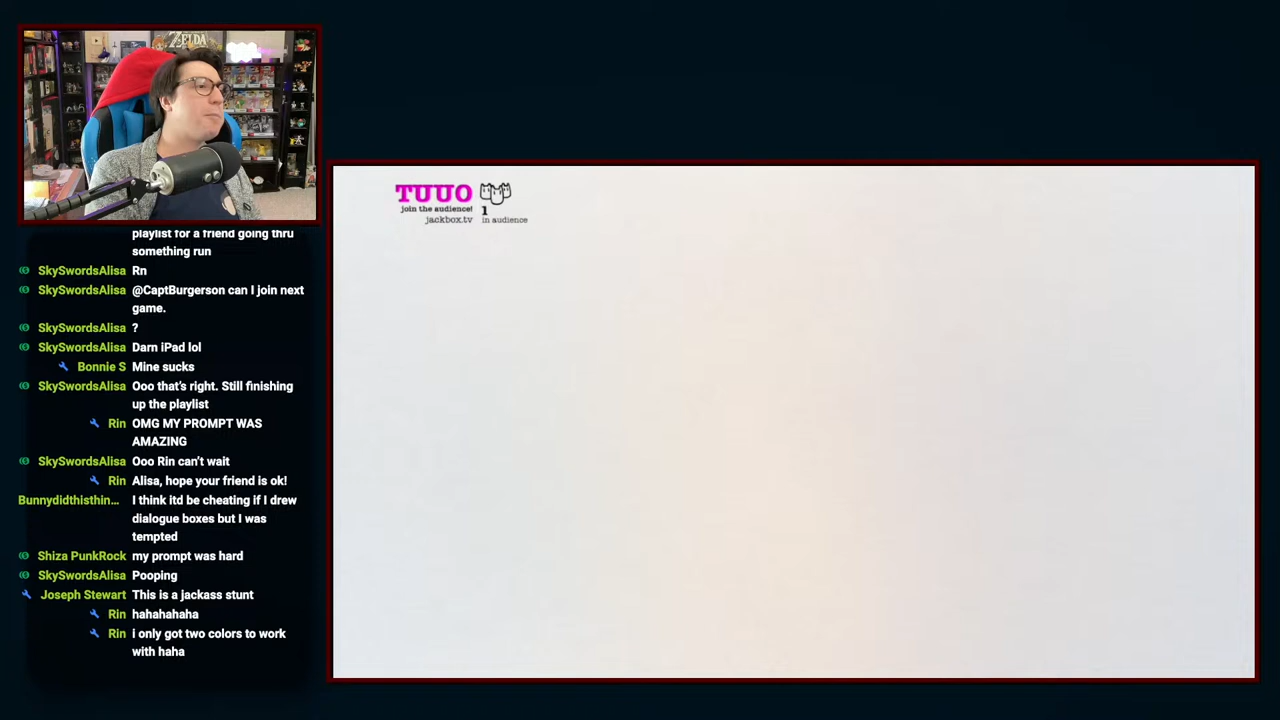 ZELDA
TUUO
join the audience!
jackbox.tv
1
in audience
playlist for a friend going thru
something run
SkySwordsAlisa Rn
SkySwordsAlisa @CaptBurgerson can I join next
game.
SkySwordsAlisa ?
SkySwordsAlisa Darn iPad lol
Bonnie S Mine sucks
SkySwordsAlisa Ooo that's right. Still finishing
up the playlist
Rin OMG MY PROMPT WAS
AMAZING
SkySwordsAlisa Ooo Rin can't wait
Rin Alisa, hope your friend is ok!
Bunnydidthisthin... I think itd be cheating if I drew
dialogue boxes but I was
tempted
Shiza PunkRock my prompt was hard
SkySwordsAlisa Pooping
Joseph Stewart This is a jackass stunt
Rin hahahahaha
Rin i only got two colors to work
with haha